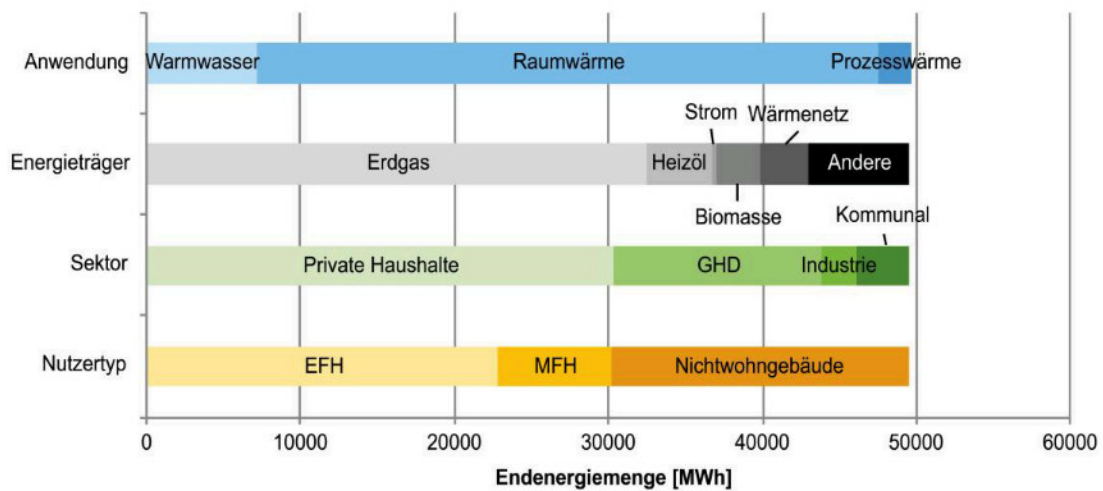 Anwendung
Warmwasser
Raumwärme
Prozesswärme
Strom
Wärmenetz
Energieträger
Erdgas
Heizöl
Andere
Biomasse
Kommunal
Sektor
Private Haushalte
GHD
Industrie
Nutzertyp
EFH
MFH
Nichtwohngebäude
0 10000 20000 30000 40000 50000 60000
Endenergiemenge [MWh]